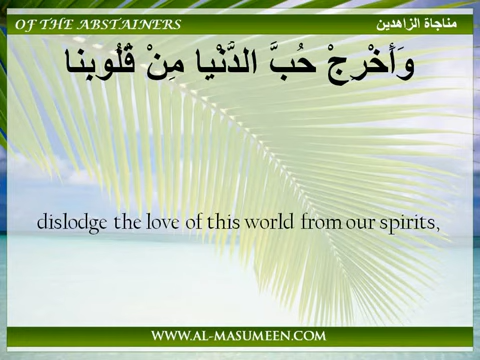 OF THE ABSTAINERS مناجاة الزاهدين
وَأَخْرِجْ حُبَّ الدُّنْيا مِنْ قُلُوبِنا
dislodge the love of this world from our spirits,
WWW.AL-MASUMEEN.COM